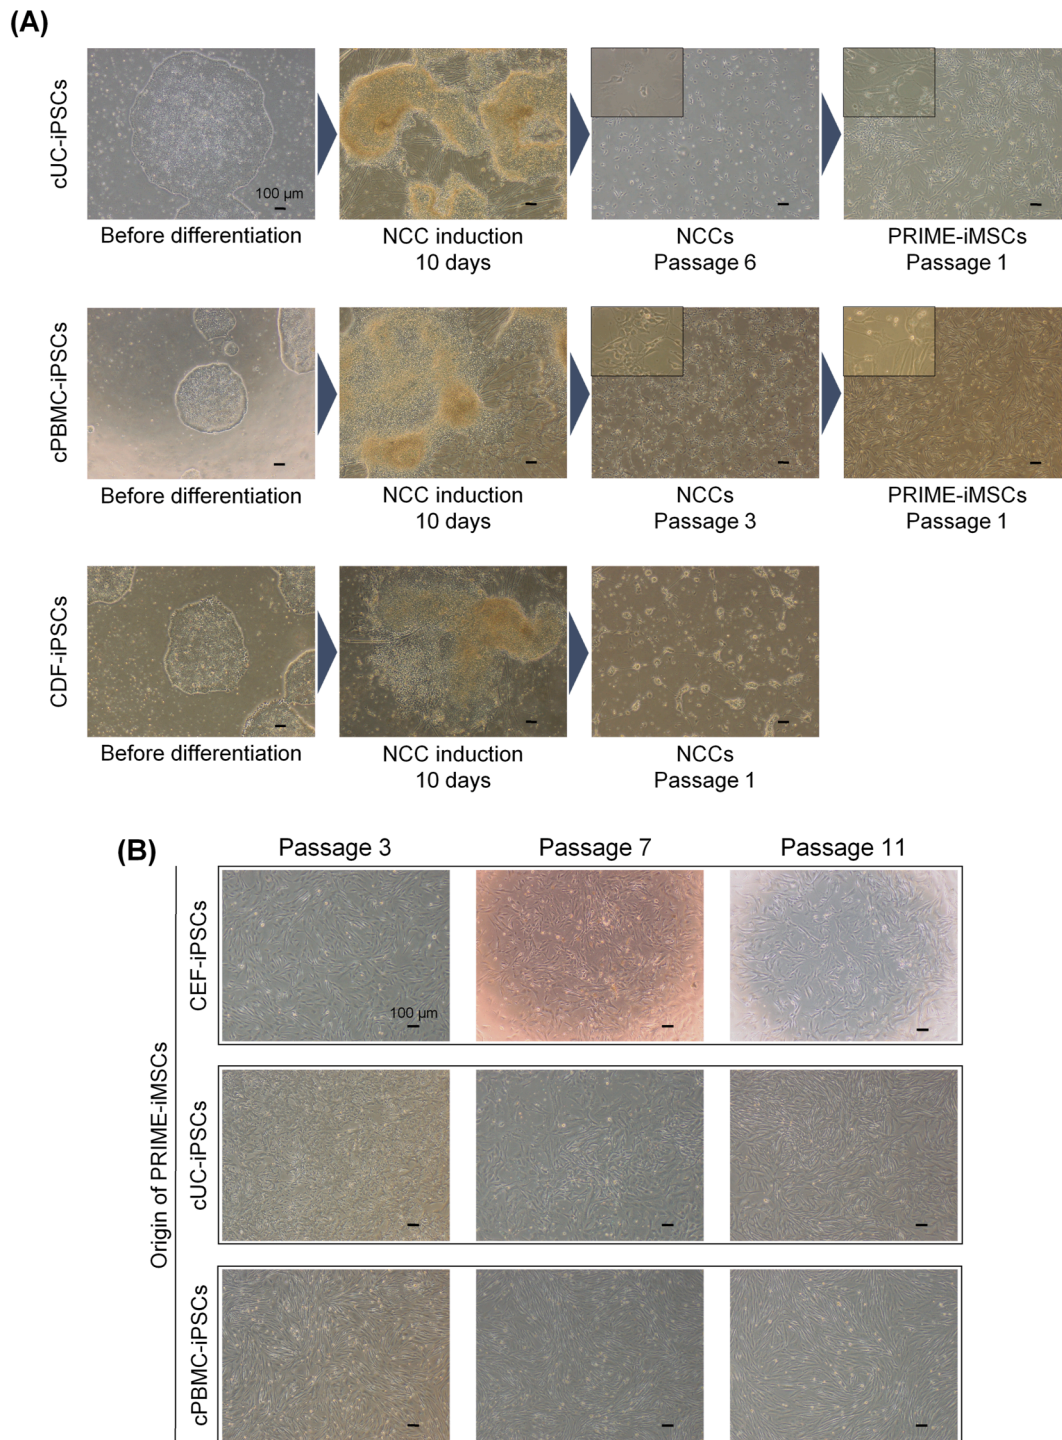 (A)
cUC-iPSCs
100 µm
Before differentiation
NCC induction
10 days
NCCs
Passage 6
PRIME-iMSCs
Passage 1
cPBMC-iPSCs
Before differentiation
NCC induction
10 days
NCCs
Passage 3
PRIME-iMSCs
Passage 1
CDF-iPSCs
Before differentiation
NCC induction
10 days
NCCs
Passage 1
(B)
Passage 3
Passage 7
Passage 11
Origin of PRIME-iMSCs
CEF-iPSCs
100 µm
cUC-iPSCs
cPBMC-iPSCs